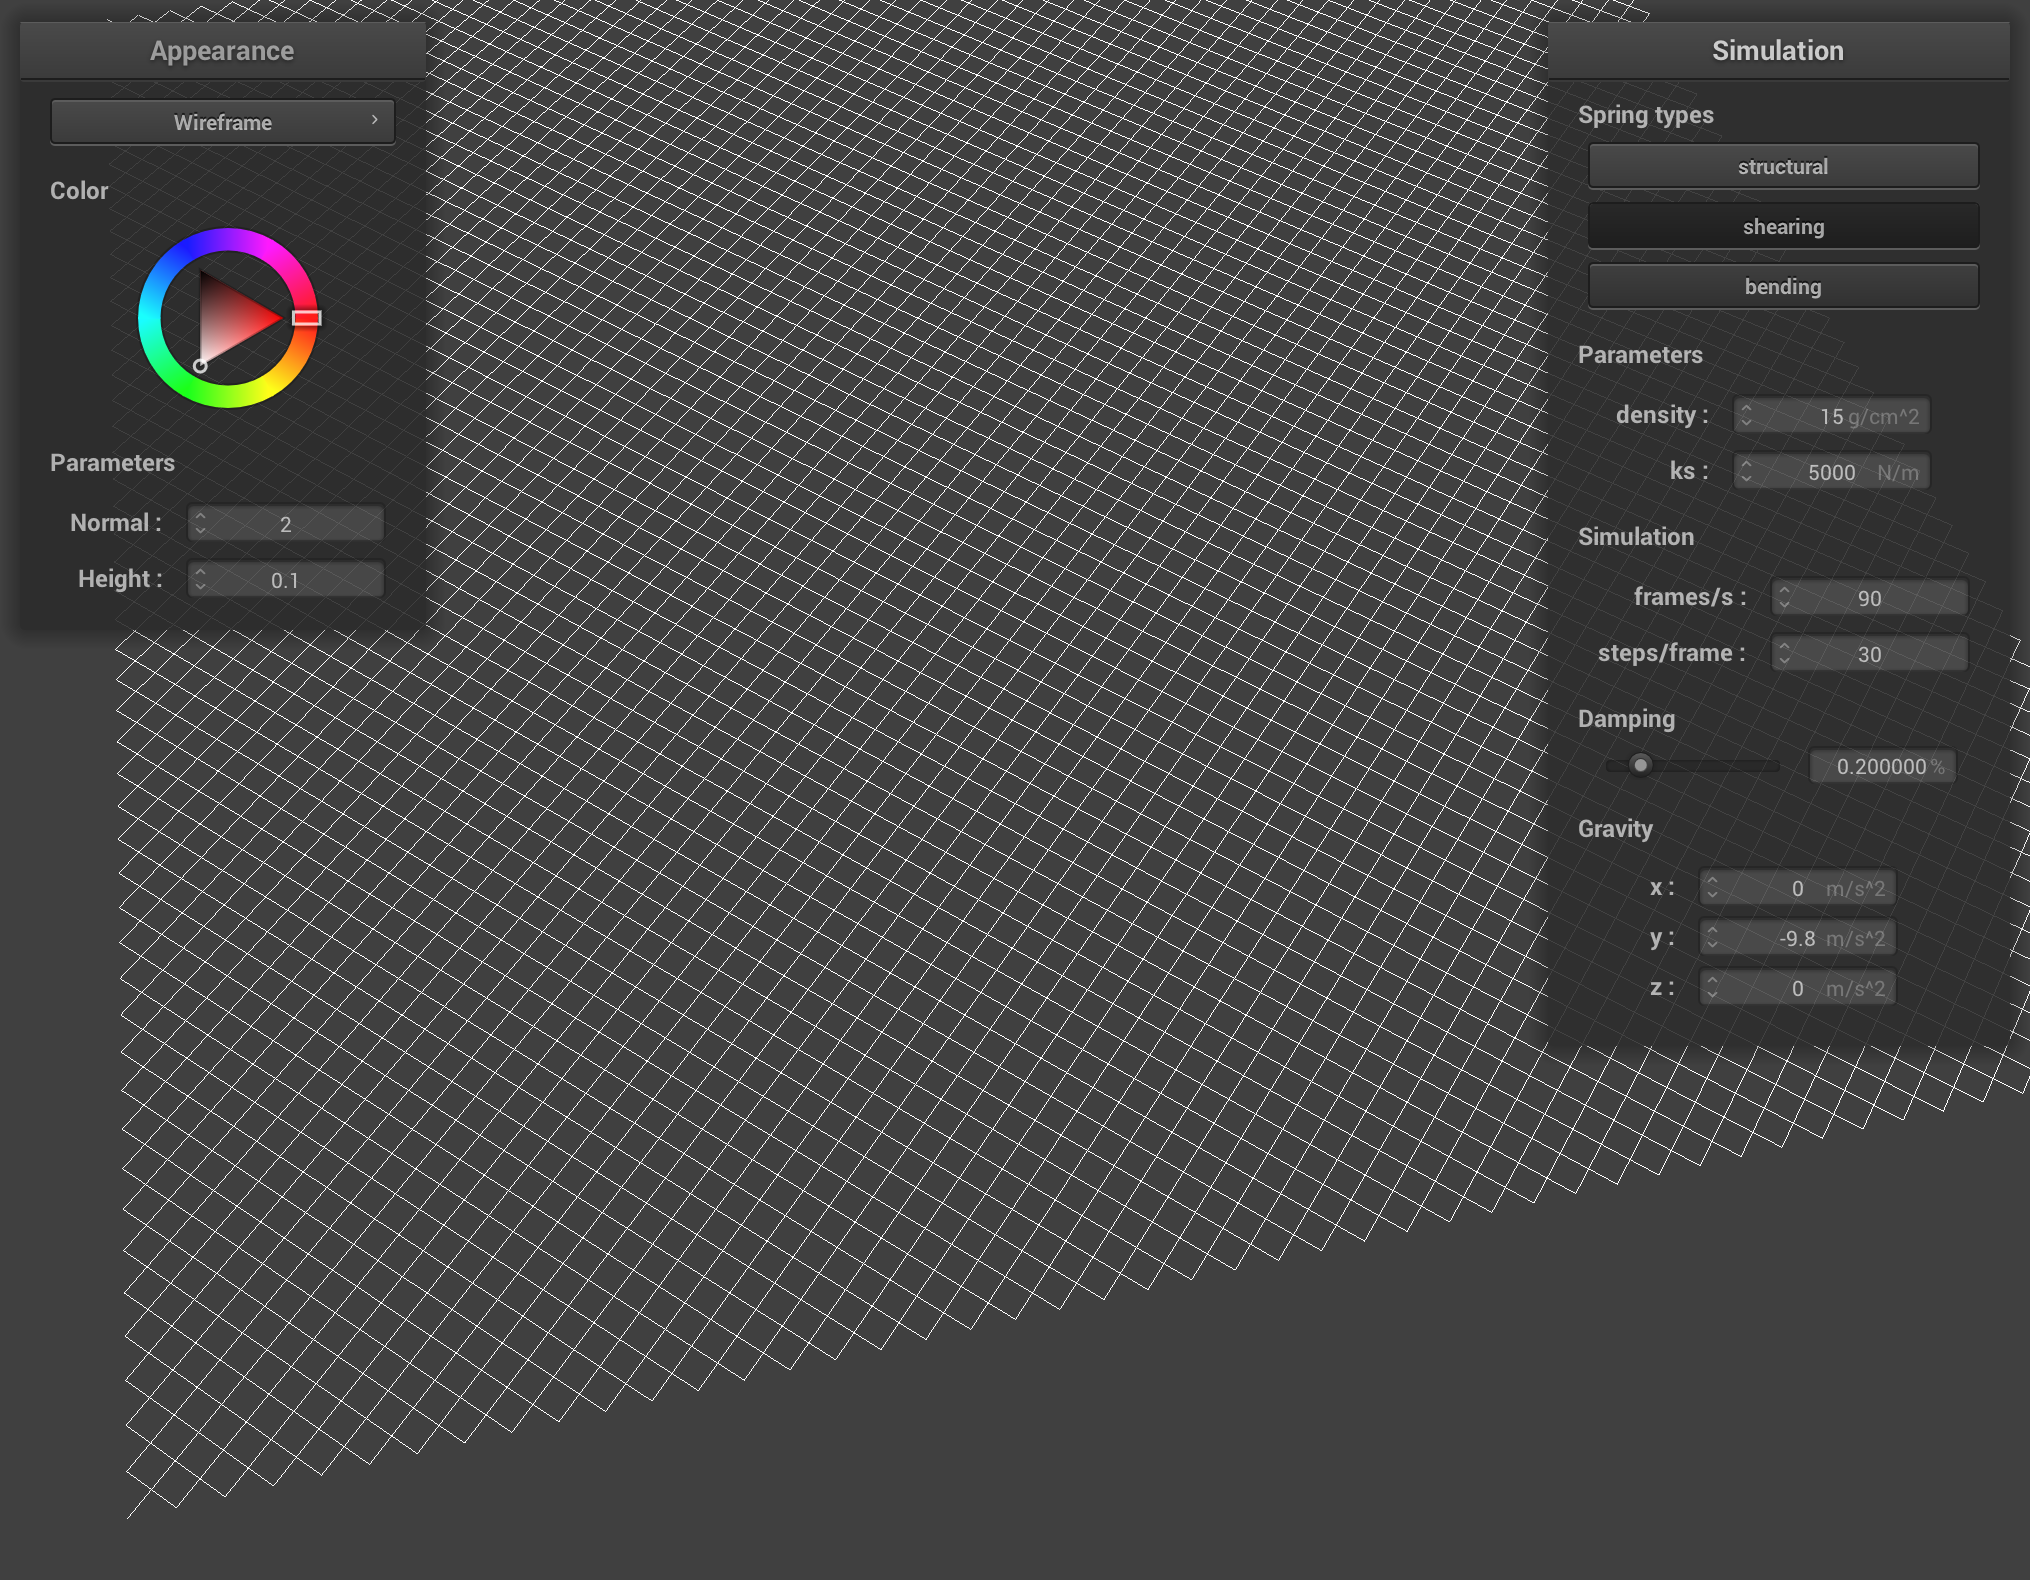 Appearance
Wireframe
Color
Parameters
Normal : 2
Height : 0.1
Simulation
Spring types
structural
shearing
bending
Parameters
density : 15 g/cm^2
ks : 5000 N/m
Simulation
frames/s : 90
steps/frame : 30
Damping
0.200000 %
Gravity
x : 0 m/s^2
y : -9.8 m/s^2
z : 0 m/s^2